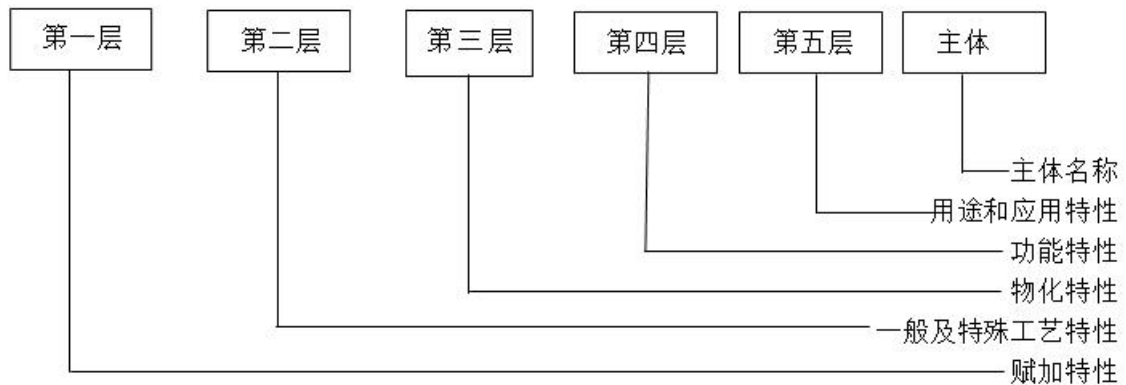 第一层 第二层 第三层 第四层 第五层 主体
主体名称
用途和应用特性
功能特性
物化特性
一般及特殊工艺特性
赋加特性